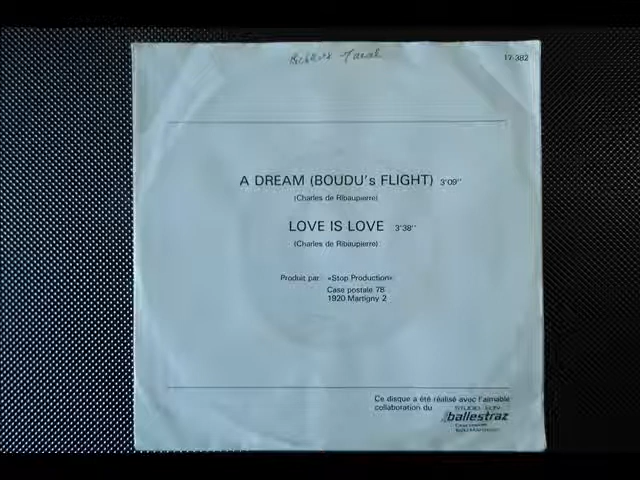 17-382
A DREAM (BOUDU's FLIGHT) 3'09"
(Charles de Ribaupierre)
LOVE IS LOVE 3'38"
(Charles de Ribaupierre)
Produit par «Stop Production»
Case postale 78
1920 Martigny 2
Ce disque a été réalisé avec l'aimable
collaboration du
STUDIO
ballestraz